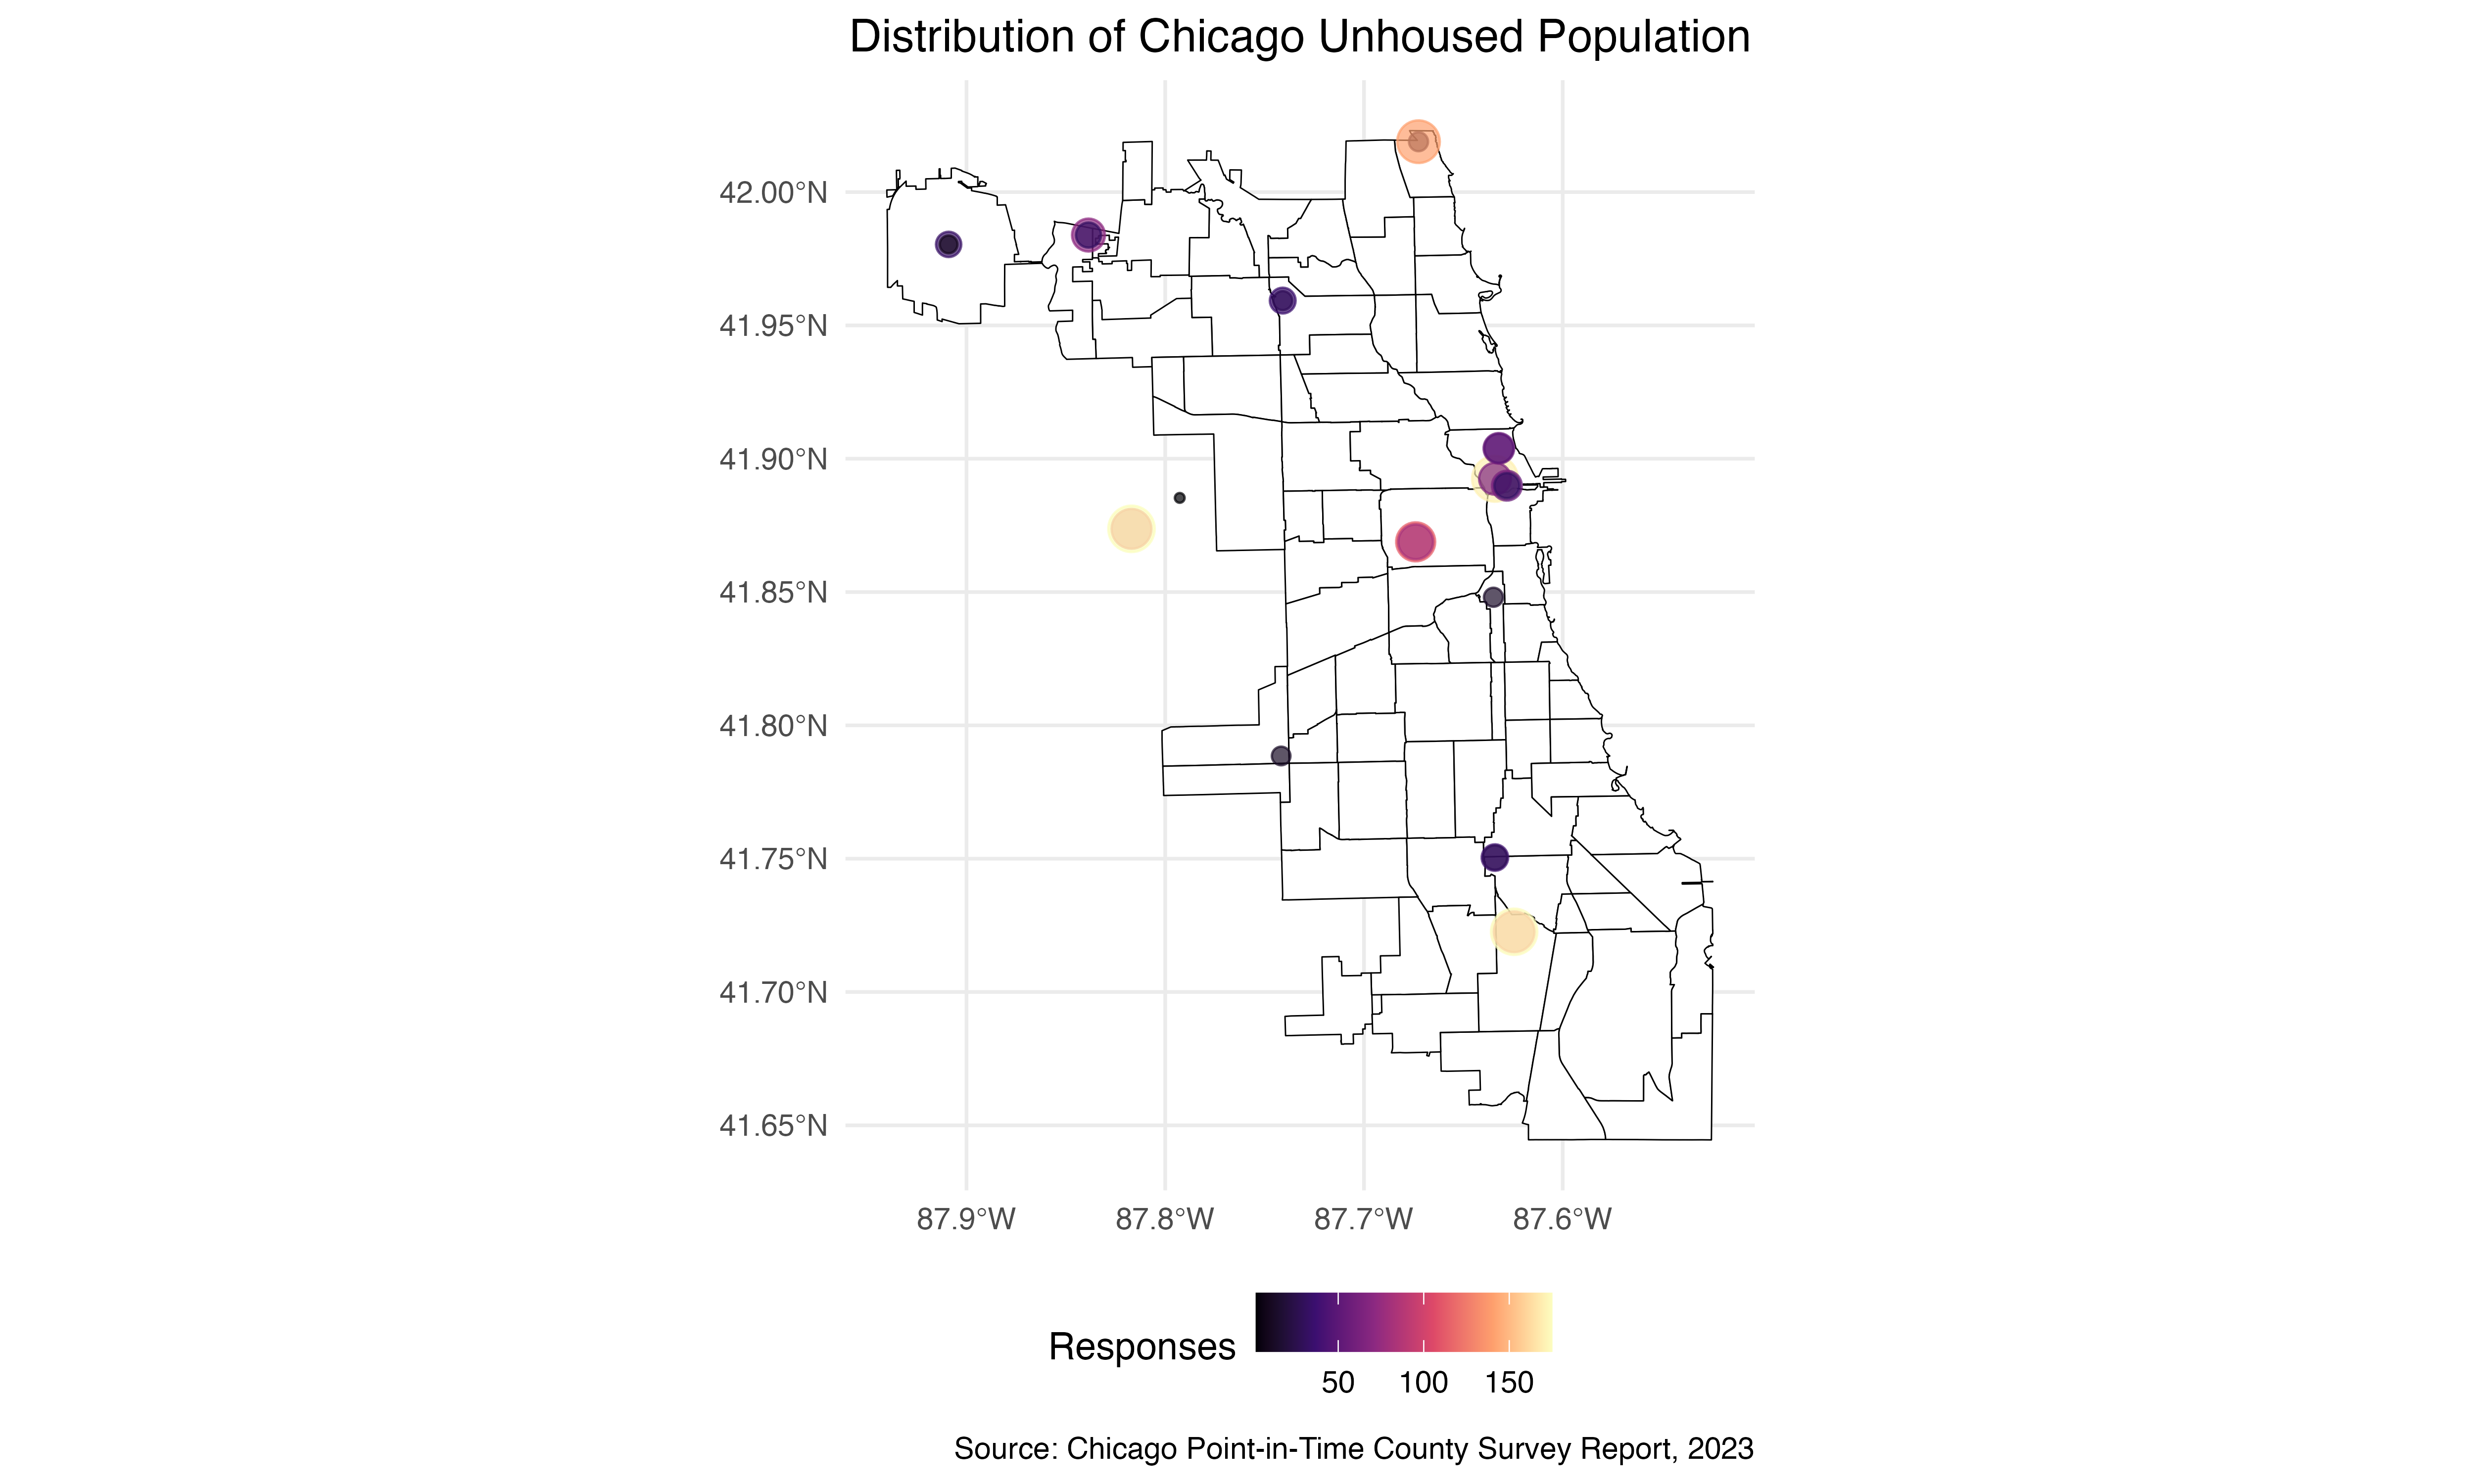 Distribution of Chicago Unhoused Population
42.00°N
41.95°N
41.90°N
41.85°N
41.80°N
41.75°N
41.70°N
41.65°N
87.9°W 87.8°W 87.7°W 87.6°W
Responses
50 100 150
Source: Chicago Point-in-Time County Survey Report, 2023